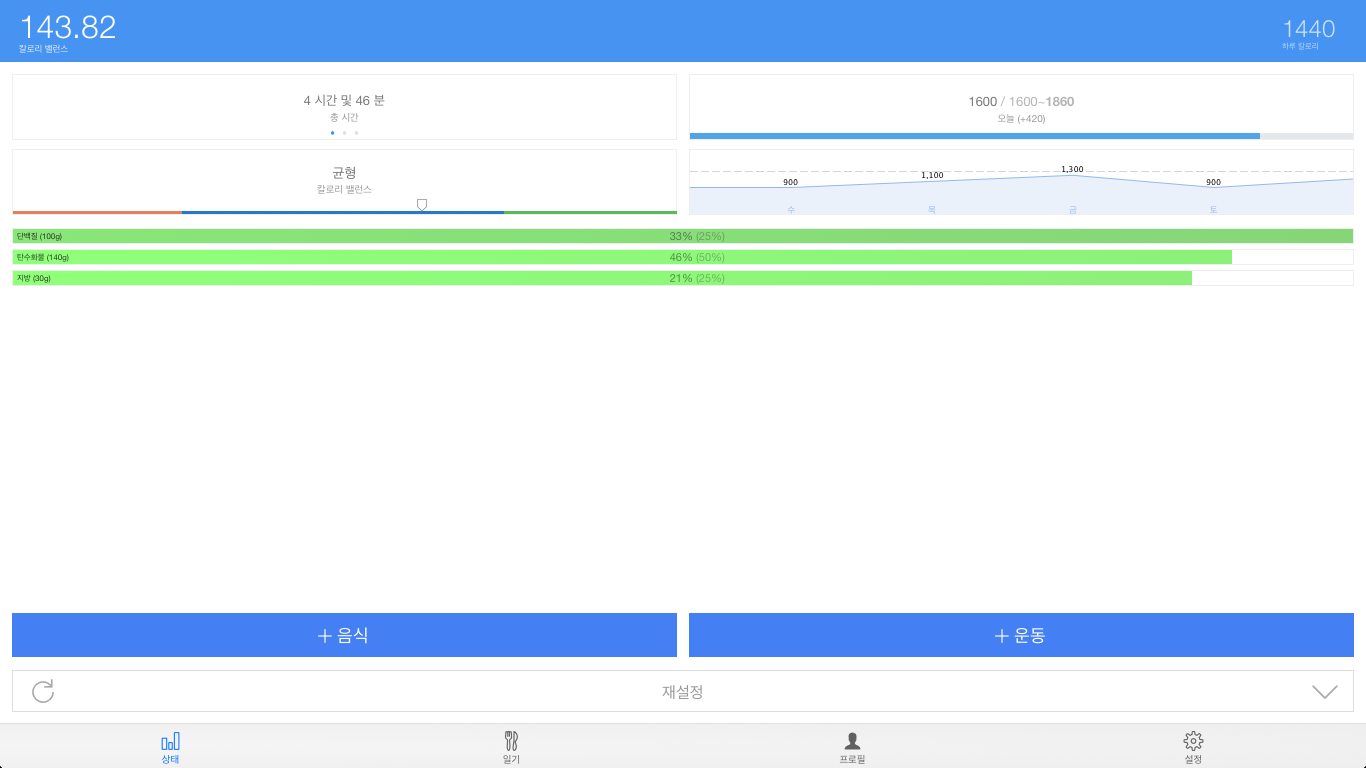 143.82
칼로리 밸런스
1440
하루 칼로리
4 시간 및 46 분
총 시간
1600 / 1600~1860
오늘 (+420)
균형
칼로리 밸런스
900
1,100
1,300
900
수
목
금
토
단백질 (100g)
33% (25%)
탄수화물 (140g)
46% (50%)
지방 (30g)
21% (25%)
+ 음식
+ 운동
재설정
상태
일기
프로필
설정